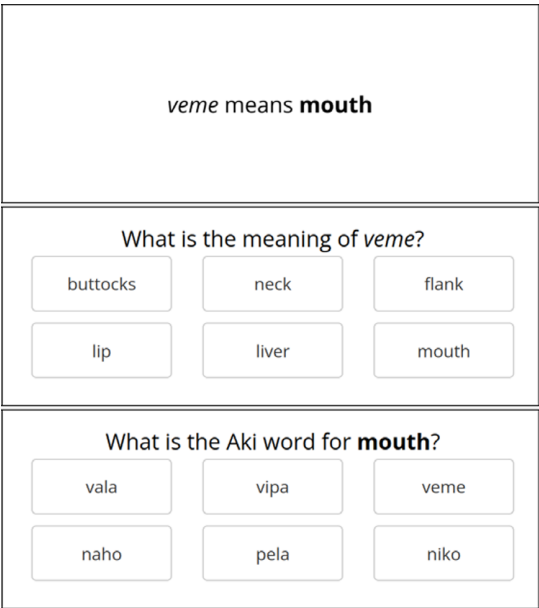 veme means mouth
What is the meaning of veme?
buttocks neck flank
lip liver mouth
What is the Aki word for mouth?
vala vipa veme
naho pela niko